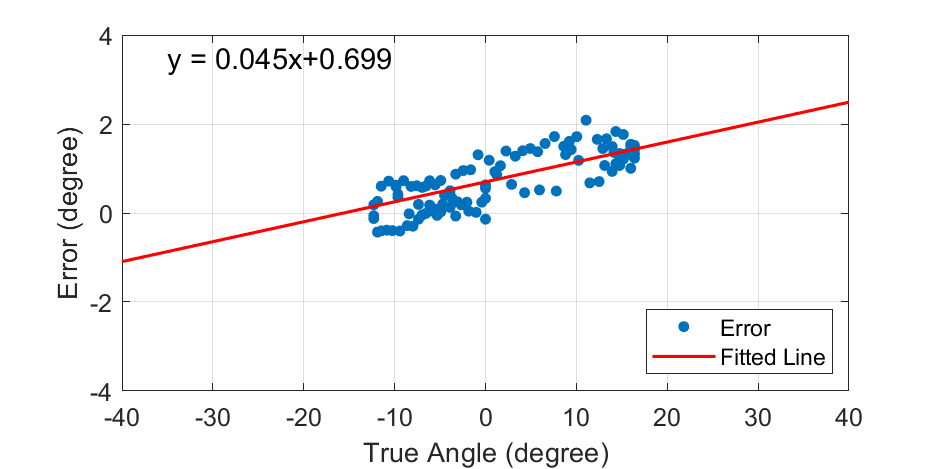 y = 0.045x+0.699
Error (degree)
4
2
0
-2
-4
Error
Fitted Line
-40 -30 -20 -10 0 10 20 30 40
True Angle (degree)